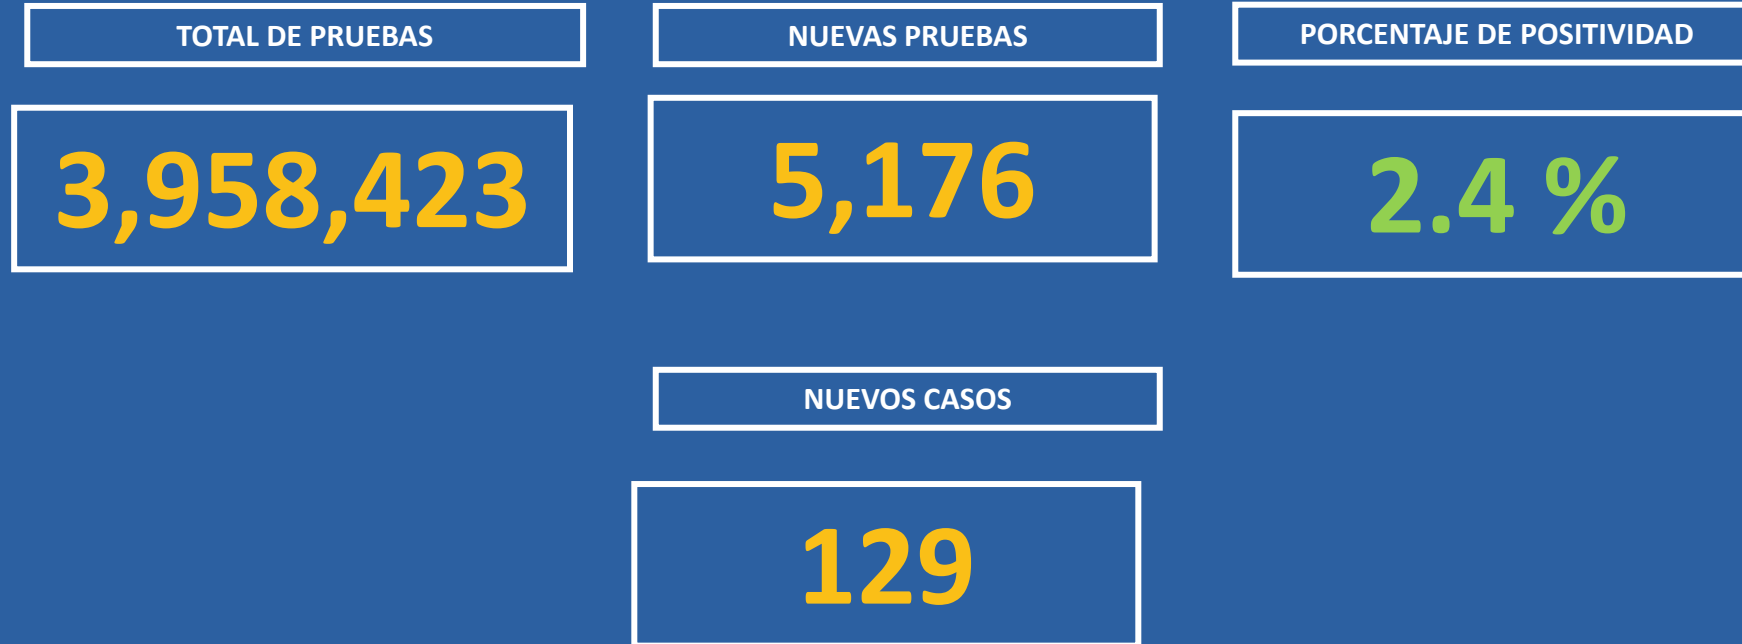 TOTAL DE PRUEBAS
3,958,423
NUEVAS PRUEBAS
5,176
PORCENTAJE DE POSITIVIDAD
2.4 %
NUEVOS CASOS
129